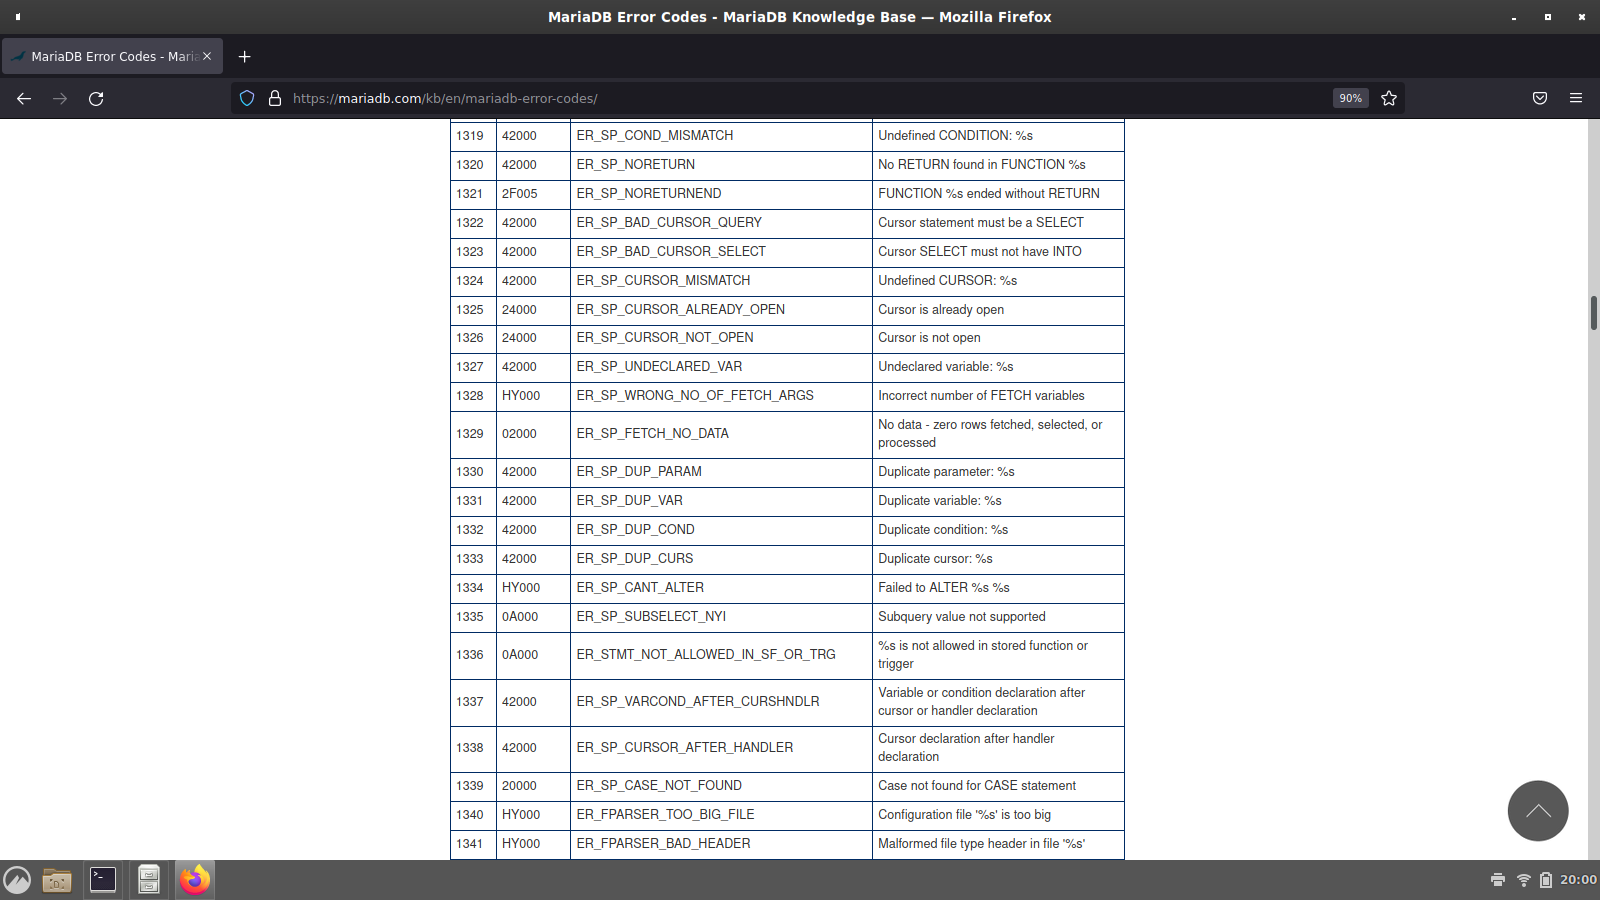 MariaDB Error Codes - MariaDB Knowledge Base — Mozilla Firefox
MariaDB Error Codes - Maria
https://mariadb.com/kb/en/mariadb-error-codes/
90%
1319 42000 ER_SP_COND_MISMATCH Undefined CONDITION: %s
1320 42000 ER_SP_NORETURN No RETURN found in FUNCTION %s
1321 2F005 ER_SP_NORETURNEND FUNCTION %s ended without RETURN
1322 42000 ER_SP_BAD_CURSOR_QUERY Cursor statement must be a SELECT
1323 42000 ER_SP_BAD_CURSOR_SELECT Cursor SELECT must not have INTO
1324 42000 ER_SP_CURSOR_MISMATCH Undefined CURSOR: %s
1325 24000 ER_SP_CURSOR_ALREADY_OPEN Cursor is already open
1326 24000 ER_SP_CURSOR_NOT_OPEN Cursor is not open
1327 42000 ER_SP_UNDECLARED_VAR Undeclared variable: %s
1328 HY000 ER_SP_WRONG_NO_OF_FETCH_ARGS Incorrect number of FETCH variables
1329 02000 ER_SP_FETCH_NO_DATA No data - zero rows fetched, selected, or
processed
1330 42000 ER_SP_DUP_PARAM Duplicate parameter: %s
1331 42000 ER_SP_DUP_VAR Duplicate variable: %s
1332 42000 ER_SP_DUP_COND Duplicate condition: %s
1333 42000 ER_SP_DUP_CURS Duplicate cursor: %s
1334 HY000 ER_SP_CANT_ALTER Failed to ALTER %s %s
1335 0A000 ER_SP_SUBSELECT_NYI Subquery value not supported
1336 0A000 ER_STMT_NOT_ALLOWED_IN_SF_OR_TRG %s is not allowed in stored function or
trigger
1337 42000 ER_SP_VARCOND_AFTER_CURSHNDLR Variable or condition declaration after
cursor or handler declaration
1338 42000 ER_SP_CURSOR_AFTER_HANDLER Cursor declaration after handler
declaration
1339 20000 ER_SP_CASE_NOT_FOUND Case not found for CASE statement
1340 HY000 ER_FPARSER_TOO_BIG_FILE Configuration file '%s' is too big
1341 HY000 ER_FPARSER_BAD_HEADER Malformed file type header in file '%s'
20:00